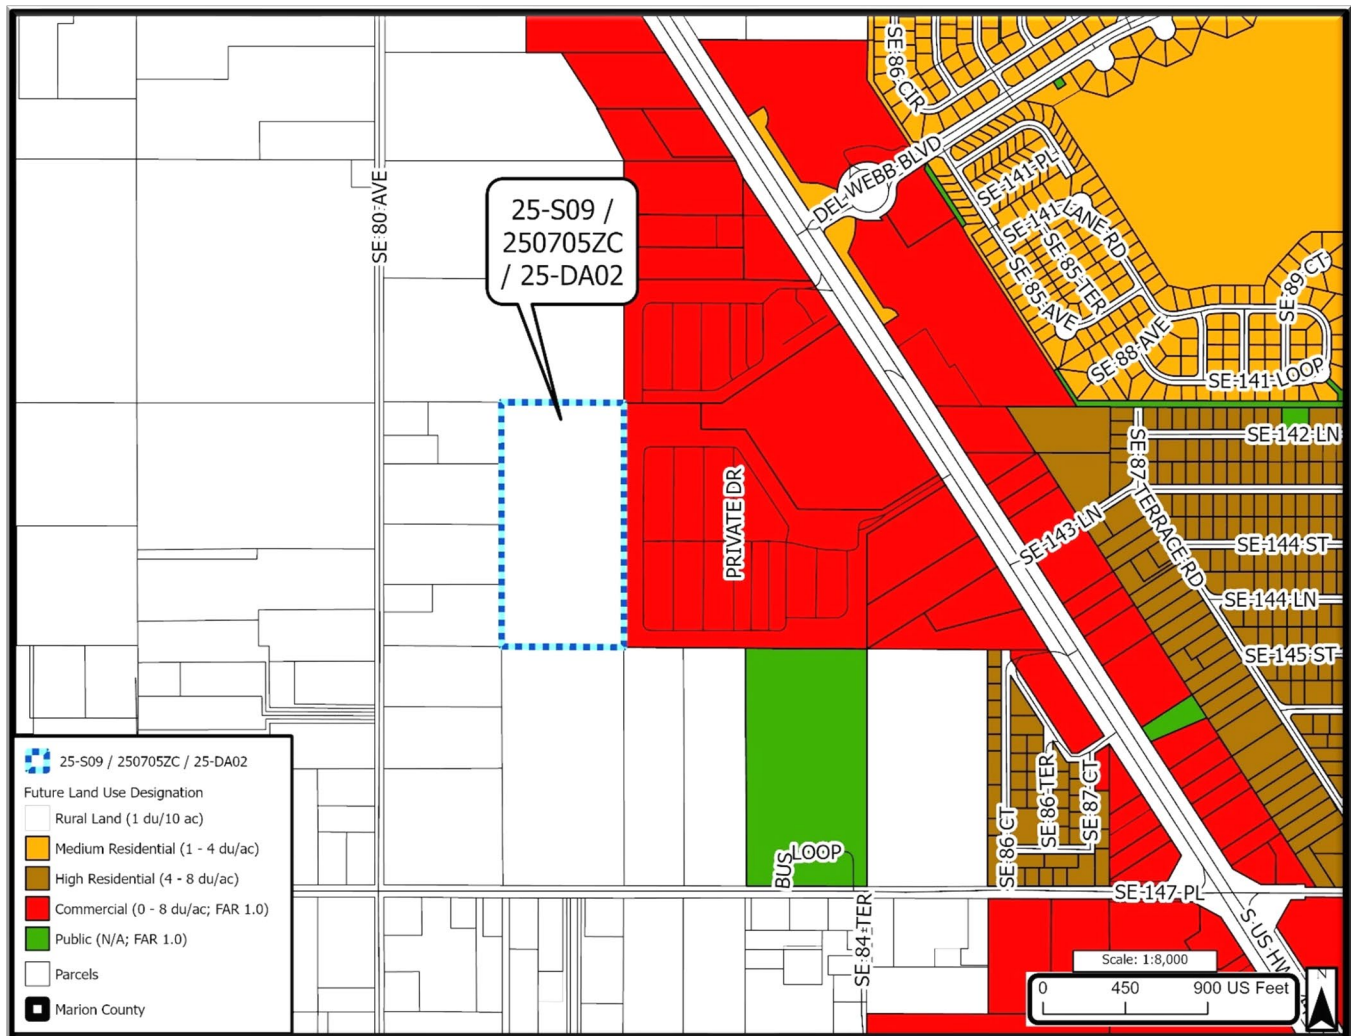 SE 86 CIR
DEL WEBB BLVD
SE 80 AVE
25-S09 /
250705ZC
/ 25-DA02
SE 141 PL
SE 141 LANE RD
SE 85 TER
SE 85 AVE
SE 89 CT
SE 88 AVE
SE 141 LOOP
SE 87
TERRACE RD
SE 142 LN
PRIVATE DR
SE 143 LN
SE 144 ST
SE 144 LN
SE 145 ST
SE 86 CT
SE 86 TER
SE 87 CT
BUS
LOOP
SE 84 TER
SE 147 PL
S US HW
25-S09 / 250705ZC / 25-DA02
Future Land Use Designation
Rural Land (1 du/10 ac)
Medium Residential (1 - 4 du/ac)
High Residential (4 - 8 du/ac)
Commercial (0 - 8 du/ac; FAR 1.0)
Public (N/A; FAR 1.0)
Parcels
Marion County
Scale: 1:8,000
0 450 900 US Feet
N